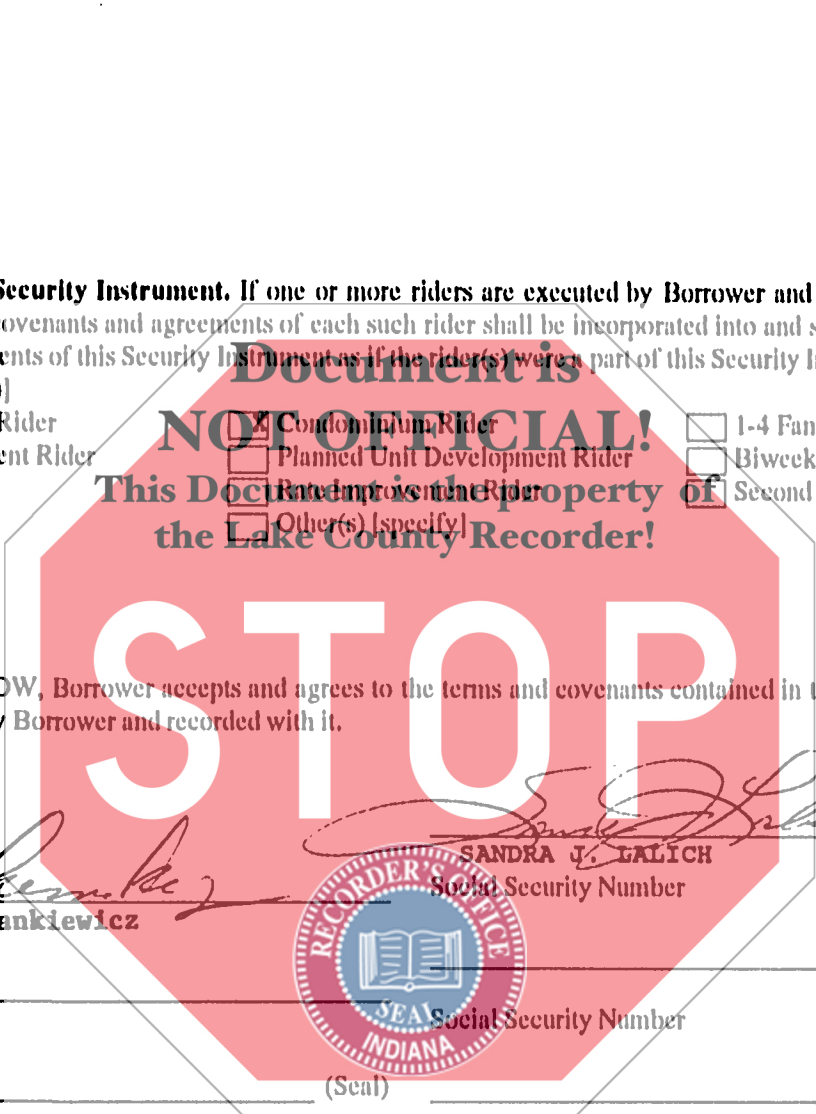 Security Instrument. If one or more riders are executed by Borrower and
ovenants and agreements of each such rider shall be incorporated into and s
ents of this Security Instrument as if the rider(s) were a part of this Security I
)]
Document is
Rider X Condominium Rider 1-4 Fam
NOT OFFICIAL!
ent Rider Planned Unit Development Rider Biweek
This Document is the property of
Rate Improvement Rider Second
Other(s) [specify]
the Lake County Recorder!
STOP
OW, Borrower accepts and agrees to the terms and covenants contained in t
y Borrower and recorded with it.
SANDRA J. LALICH
Social Security Number
ankiewicz
RECORDER'S OFFICE
SEAL
INDIANA
Social Security Number
(Seal)